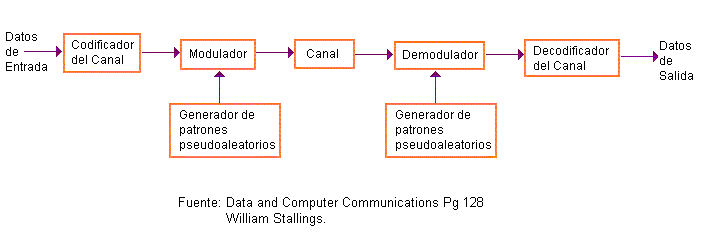 Datos
de
Entrada
Codificador
del Canal
Modulador
Canal
Demodulador
Decodificador
del Canal
Datos
de
Salida
Generador de
patrones
pseudoaleatorios
Generador de
patrones
pseudoaleatorios
Fuente: Data and Computer Communications Pg 128
William Stallings.